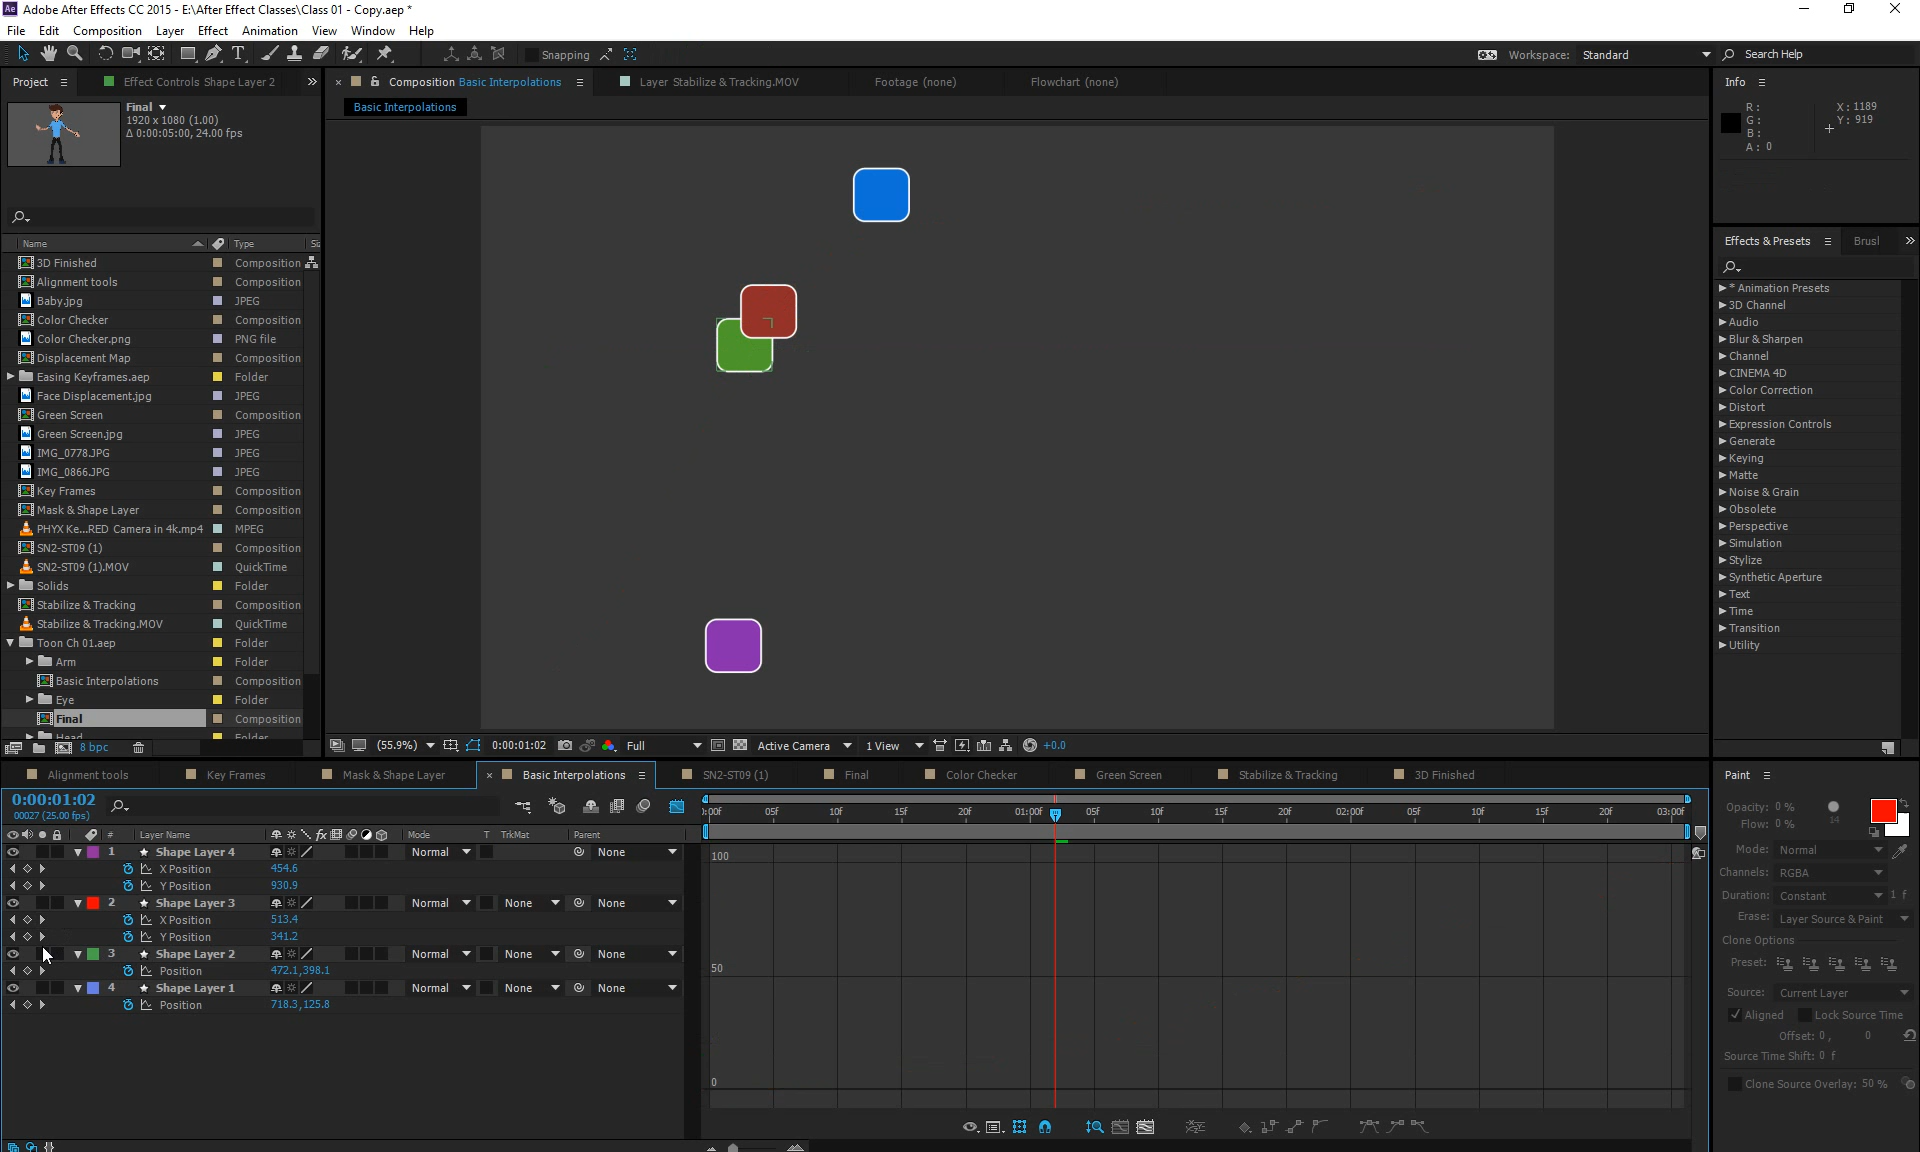 Adobe After Effects CC 2015 - E:\After Effect Classes\Class 01 - Copy.aep *
File Edit Composition Layer Effect Animation View Window Help
Snapping
Workspace: Standard
Search Help
Project
Effect Controls Shape Layer 2
Final
1920 x 1080 (1.00)
Δ 0:00:05:00, 24.00 fps
Name Type Siz
3D Finished Composition
Alignment tools Composition
Baby.jpg JPEG
Color Checker Composition
Color Checker.png PNG file
Displacement Map Composition
Easing Keyframes.aep Folder
Face Displacement.jpg JPEG
Green Screen Composition
Green Screen.jpg JPEG
IMG_0778.JPG JPEG
IMG_0866.JPG JPEG
Key Frames Composition
Mask & Shape Layer Composition
PHYX Ke...RED Camera in 4k.mp4 MPEG
SN2-ST09 (1) Composition
SN2-ST09 (1).MOV QuickTime
Solids Folder
Stabilize & Tracking Composition
Stabilize & Tracking.MOV QuickTime
Toon Ch 01.aep Folder
Arm Folder
Basic Interpolations Composition
Eye Folder
Final Composition
Head Folder
8 bpc
Composition Basic Interpolations
Layer Stabilize & Tracking.MOV
Footage (none)
Flowchart (none)
Basic Interpolations
(55.9%) 0:00:01:02 Full Active Camera 1 View +0.0
Info
R: X: 1189
G: Y: 919
B:
A: 0
Effects & Presets
Brusl
* Animation Presets
3D Channel
Audio
Blur & Sharpen
Channel
CINEMA 4D
Color Correction
Distort
Expression Controls
Generate
Keying
Matte
Noise & Grain
Obsolete
Perspective
Simulation
Stylize
Synthetic Aperture
Text
Time
Transition
Utility
Alignment tools Key Frames Mask & Shape Layer Basic Interpolations SN2-ST09 (1) Final Color Checker Green Screen Stabilize & Tracking 3D Finished
0:00:01:02
00027 (25.00 fps)
:00f 05f 10f 15f 20f 01:00f 05f 10f 15f 20f 02:00f 05f 10f 15f 20f 03:00f
# Layer Name fx Mode T TrkMat Parent
1 Shape Layer 4 Normal None
X Position 454.6
Y Position 930.9
2 Shape Layer 3 Normal None None
X Position 513.4
Y Position 341.2
3 Shape Layer 2 Normal None None
Position 472.1,398.1
4 Shape Layer 1 Normal None None
Position 718.3,125.8
100
50
0
Paint
Opacity: 0 %
Flow: 0 % 14
Mode: Normal
Channels: RGBA
Duration: Constant 1 f
Erase: Layer Source & Paint
Clone Options
Preset:
Source: Current Layer
Aligned Lock Source Time
Offset: 0 , 0
Source Time Shift: 0 f
Clone Source Overlay: 50 %